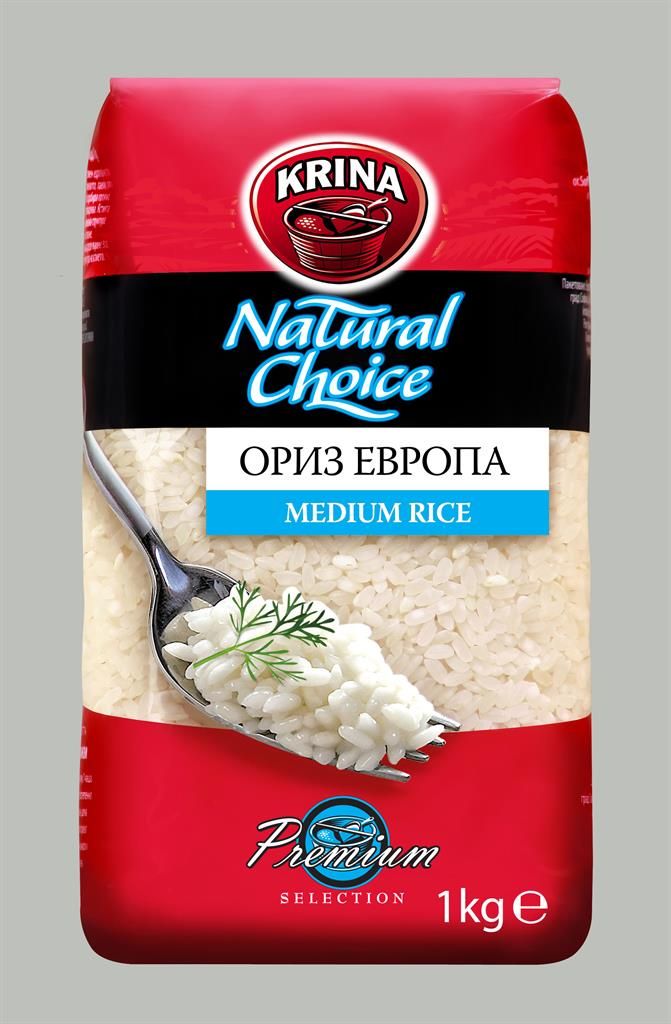 KRINA
Natural
Choice
ОРИЗ ЕВРОПА
MEDIUM RICE
Premium
SELECTION
1kg ℮